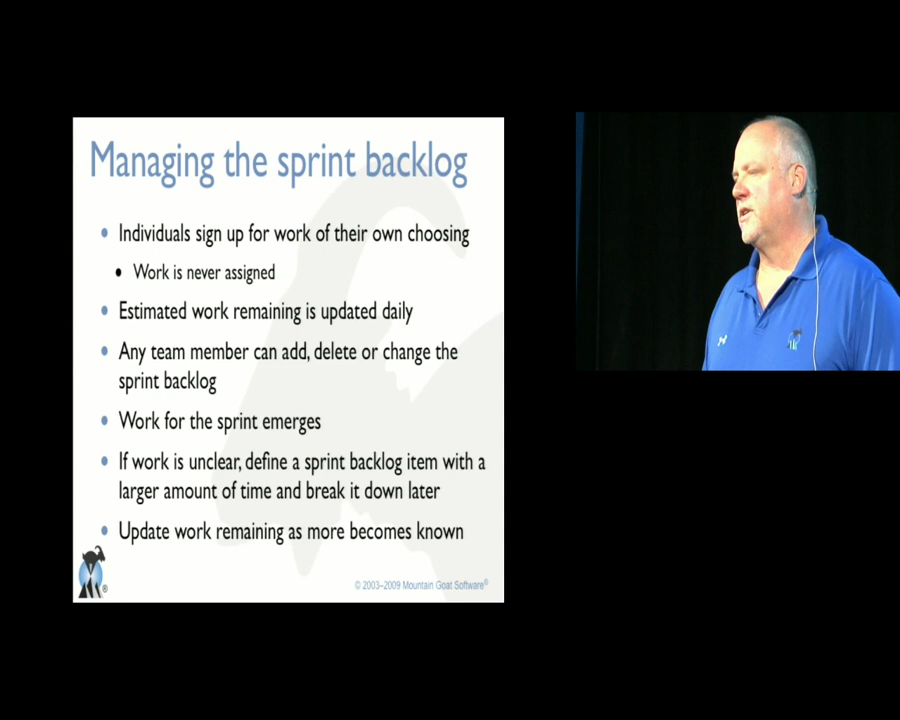 Managing the sprint backlog
Individuals sign up for work of their own choosing
Work is never assigned
Estimated work remaining is updated daily
Any team member can add, delete or change the
sprint backlog
Work for the sprint emerges
If work is unclear, define a sprint backlog item with a
larger amount of time and break it down later
Update work remaining as more becomes known
®
© 2003–2009 Mountain Goat Software®